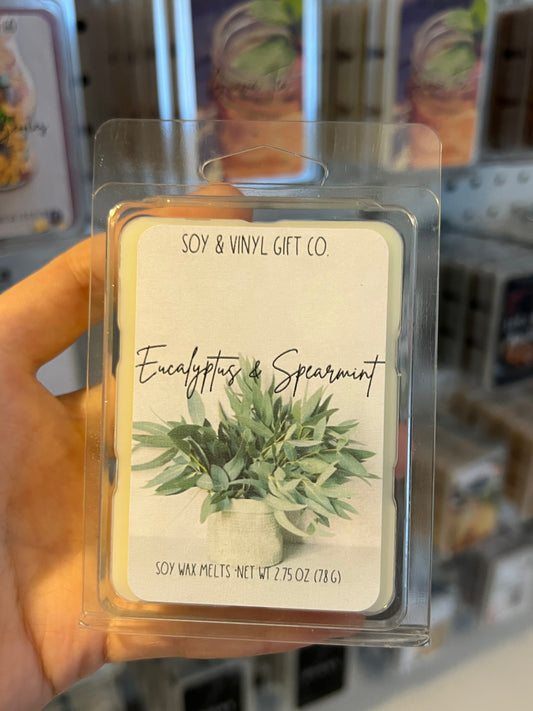 SOY & VINYL GIFT CO.
Eucalyptus & Spearmint
SOY WAX MELTS • NET WT 2.75 OZ (78 G)